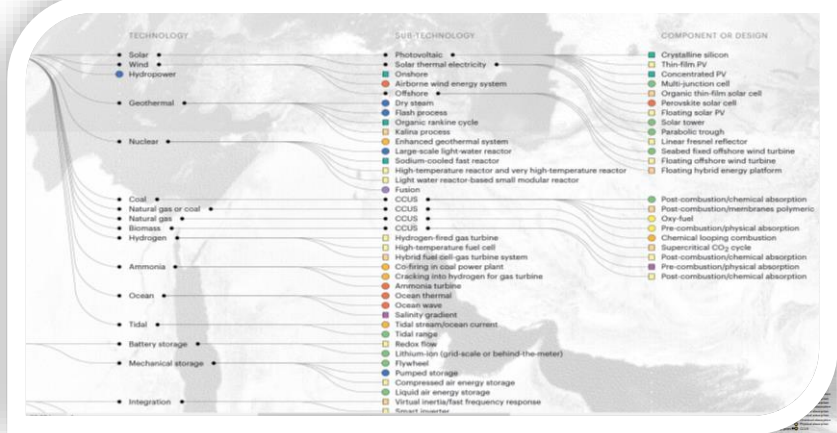 TECHNOLOGY
SUB-TECHNOLOGY
COMPONENT OR DESIGN
Solar
Wind
Hydropower
Geothermal
Nuclear
Coal
Natural gas or coal
Natural gas
Biomass
Hydrogen
Ammonia
Ocean
Tidal
Battery storage
Mechanical storage
Integration
Photovoltaic
Solar thermal electricity
Onshore
Airborne wind energy system
Offshore
Dry steam
Flash process
Organic rankine cycle
Kalina process
Enhanced geothermal system
Large-scale light-water reactor
Sodium-cooled fast reactor
High-temperature reactor and very high-temperature reactor
Light water reactor-based small modular reactor
Fusion
CCUS
CCUS
CCUS
CCUS
Hydrogen-fired gas turbine
High-temperature fuel cell
Hybrid fuel cell-gas turbine system
Co-firing in coal power plant
Cracking into hydrogen for gas turbine
Ammonia turbine
Ocean thermal
Ocean wave
Salinity gradient
Tidal stream/ocean current
Tidal range
Redox flow
Lithium-ion (grid-scale or behind-the-meter)
Flywheel
Pumped storage
Compressed air energy storage
Liquid air energy storage
Virtual inertia/fast frequency response
Smart inverter
Crystalline silicon
Thin-film PV
Concentrated PV
Multi-junction cell
Organic thin-film solar cell
Perovskite solar cell
Floating solar PV
Solar tower
Parabolic trough
Linear fresnel reflector
Seabed fixed offshore wind turbine
Floating offshore wind turbine
Floating hybrid energy platform
Post-combustion/chemical absorption
Post-combustion/membranes polymeric
Oxy-fuel
Pre-combustion/physical absorption
Chemical looping combustion
Supercritical CO₂ cycle
Post-combustion/chemical absorption
Pre-combustion/physical absorption
Post-combustion/chemical absorption